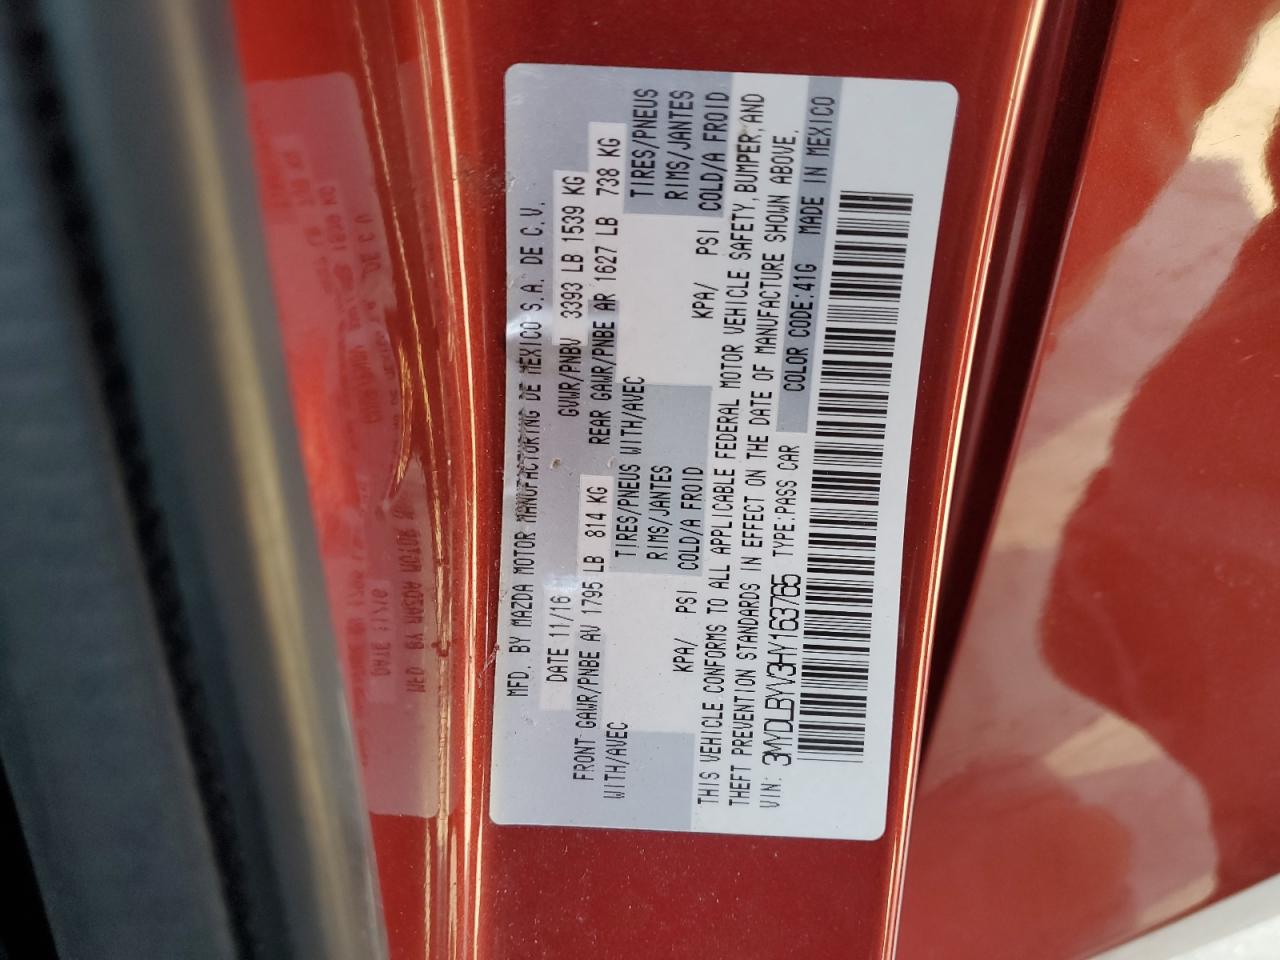 MFD. BY MAZDA MOTOR MANUFACTURING DE MEXICO S.A. DE C.V.
DATE 11/16 GVWR/PNBV 3393 LB 1539 KG
FRONT GAWR/PNBE AV 1795 LB 814 KG REAR GAWR/PNBE AR 1627 LB 738 KG
WITH/AVEC TIRES/PNEUS WITH/AVEC TIRES/PNEUS
RIMS/JANTES RIMS/JANTES
KPA/ PSI COLD/A FROID KPA/ PSI COLD/A FROID
THIS VEHICLE CONFORMS TO ALL APPLICABLE FEDERAL MOTOR VEHICLE SAFETY, BUMPER, AND
THEFT PREVENTION STANDARDS IN EFFECT ON THE DATE OF MANUFACTURE SHOWN ABOVE.
VIN: 3MYDLBYV3HY163765 TYPE:PASS CAR COLOR CODE:41G MADE IN MEXICO